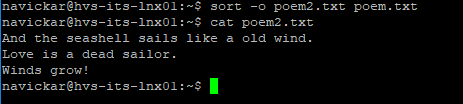 navickar@hvs-its-lnx01:~$ sort -o poem2.txt poem.txt
navickar@hvs-its-lnx01:~$ cat poem2.txt
And the seashell sails like a old wind.
Love is a dead sailor.
Winds grow!
navickar@hvs-its-lnx01:~$